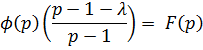 ϕ(p)((p − 1 − λ)/(p − 1)) = F(p)